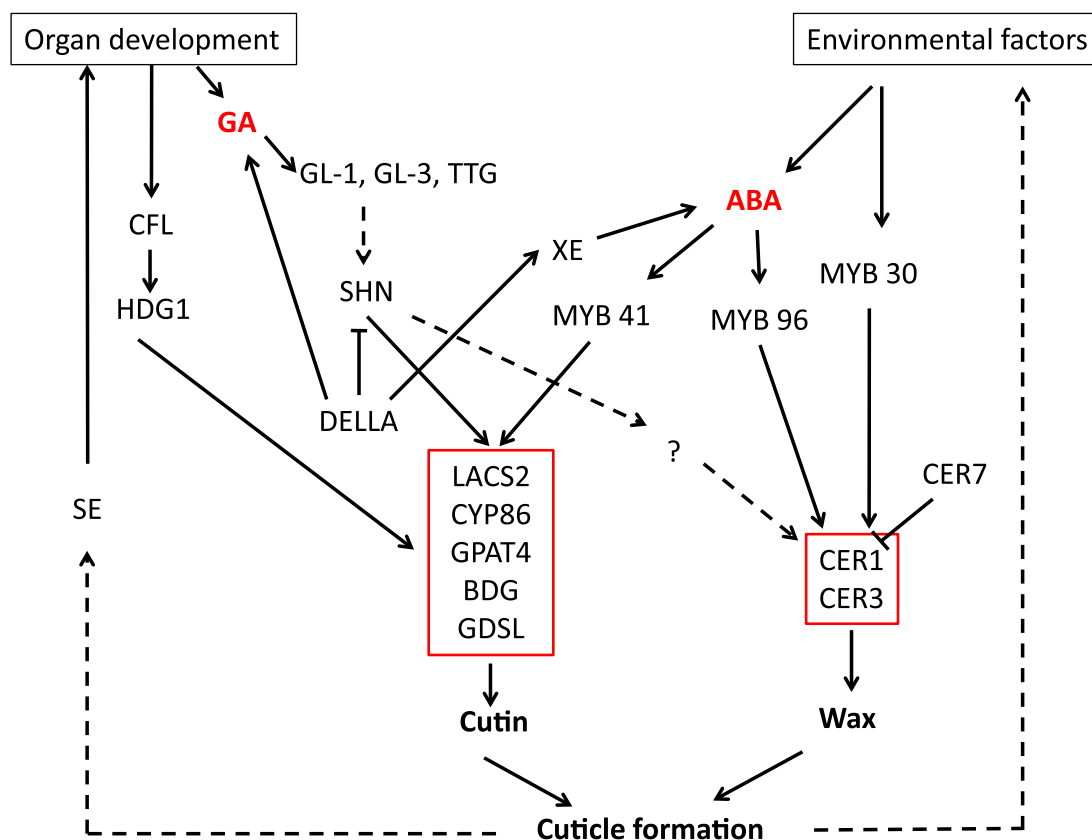 Organ development
Environmental factors
GA
GL-1, GL-3, TTG
ABA
CFL
XE
MYB 30
SHN
HDG1
MYB 41
MYB 96
DELLA
?
LACS2
CYP86
GPAT4
BDG
GDSL
CER7
SE
CER1
CER3
Cutin
Wax
Cuticle formation